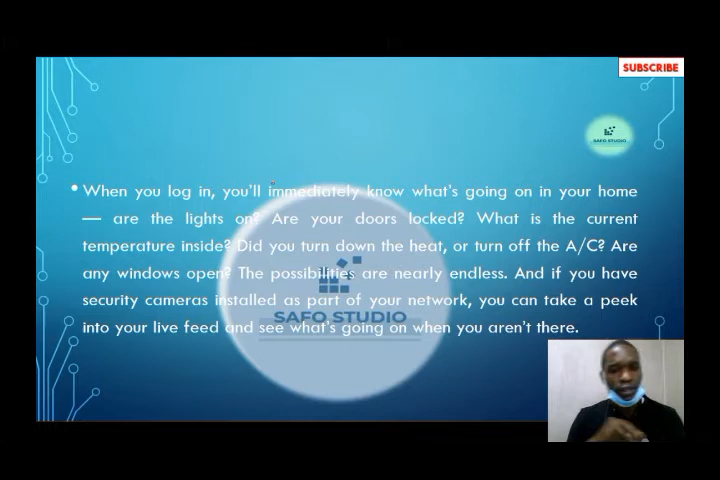 SUBSCRIBE
SAFO STUDIO
• When you log in, you'll immediately know what's going on in your home
— are the lights on? Are your doors locked? What is the current
temperature inside? Did you turn down the heat, or turn off the A/C? Are
any windows open? The possibilities are nearly endless. And if you have
security cameras installed as part of your network, you can take a peek
SAFO STUDIO
into your live feed and see what's going on when you aren't there.